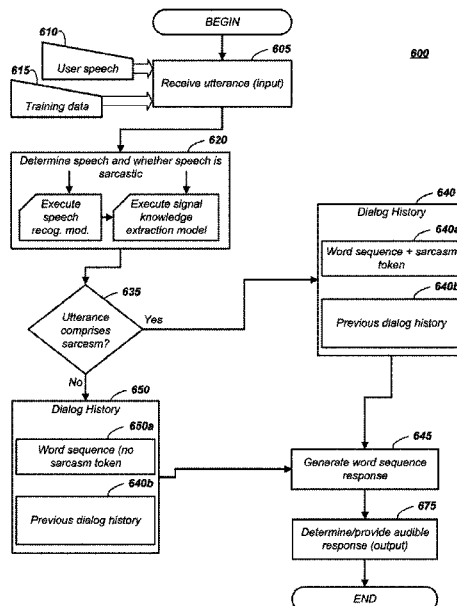 BEGIN
610
User speech
615
Training data
605
Receive utterance (input)
600
620
Determine speech and whether speech is
sarcastic
Execute
speech
recog. mod.
Execute signal
knowledge
extraction model
635
Utterance
comprises
sarcasm?
Yes
No
640
Dialog History
640a
Word sequence + sarcasm
token
640b
Previous dialog history
650
Dialog History
650a
Word sequence (no
sarcasm token
640b
Previous dialog history
645
Generate word sequence
response
675
Determine/provide audible
response (output)
END